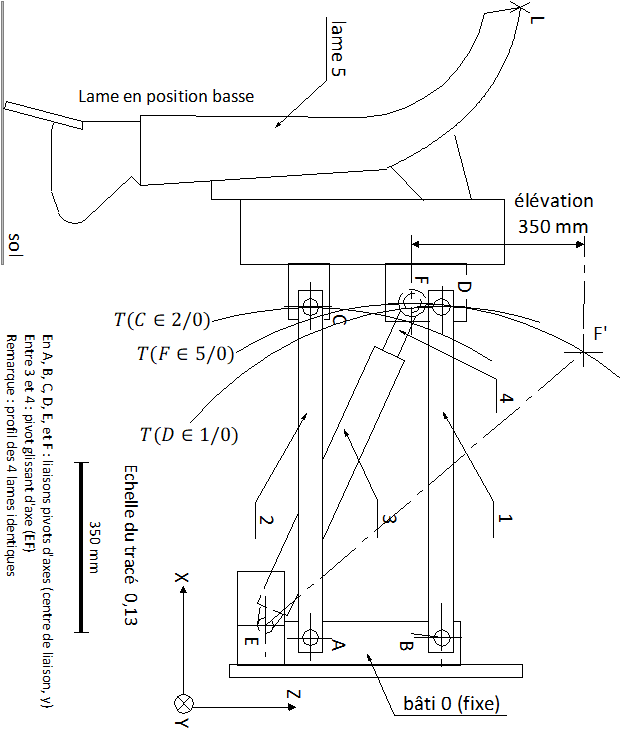 L
lame 5
Lame en position basse
élévation
350 mm
sol
F
D
C
F'
T(C ∈ 2/0)
T(F ∈ 5/0)
T(D ∈ 1/0)
4
3
2
1
En A, B, C, D, E, et F : liaisons pivots d'axes (centre de liaison, y)
Entre 3 et 4 : pivot glissant d'axe (EF)
Remarque : profil des 4 lames identiques
350 mm
Echelle du tracé 0,13
A
B
E
X
Z
Y
bâti 0 (fixe)